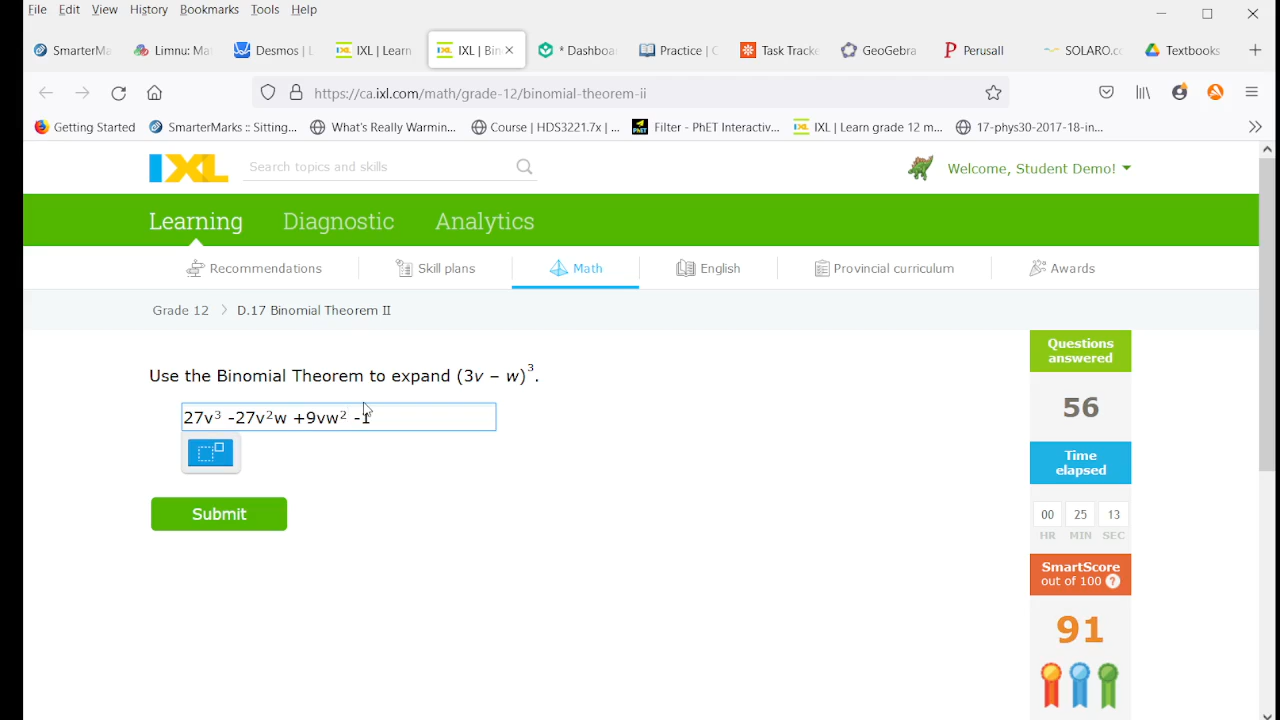 File Edit View History Bookmarks Tools Help
SmarterMa Limnu: Ma Desmos | L IXL | Learn IXL | Bin * Dashboa Practice | C Task Tracke GeoGebra Perusall SOLARO.co Textbooks
https://ca.ixl.com/math/grade-12/binomial-theorem-ii
Getting Started SmarterMarks :: Sitting... What's Really Warmin... Course | HDS3221.7x | ... Filter - PhET Interactiv... IXL | Learn grade 12 m... 17-phys30-2017-18-in...
IXL Search topics and skills Welcome, Student Demo!
Learning Diagnostic Analytics
Recommendations Skill plans Math English Provincial curriculum Awards
Grade 12 > D.17 Binomial Theorem II
Use the Binomial Theorem to expand (3v – w)³.
27v³ -27v²w +9vw² -1
Submit
Questions
answered
56
Time
elapsed
00 25 13
HR MIN SEC
SmartScore
out of 100 ?
91